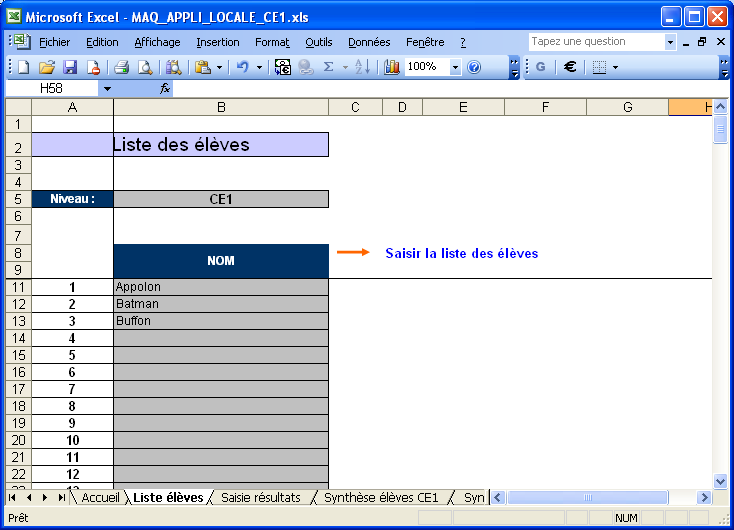 Microsoft Excel - MAQ_APPLI_LOCALE_CE1.xls
Fichier Edition Affichage Insertion Format Outils Données Fenêtre ? Tapez une question
100% G €
H58 fx
A B C D E F G H
1
2 Liste des élèves
3
4
5 Niveau : CE1
6
7
8 NOM Saisir la liste des élèves
9
11 1 Appolon
12 2 Batman
13 3 Buffon
14 4
15 5
16 6
17 7
18 8
19 9
20 10
21 11
22 12
Accueil Liste élèves Saisie résultats Synthèse élèves CE1 Syn
Prêt NUM